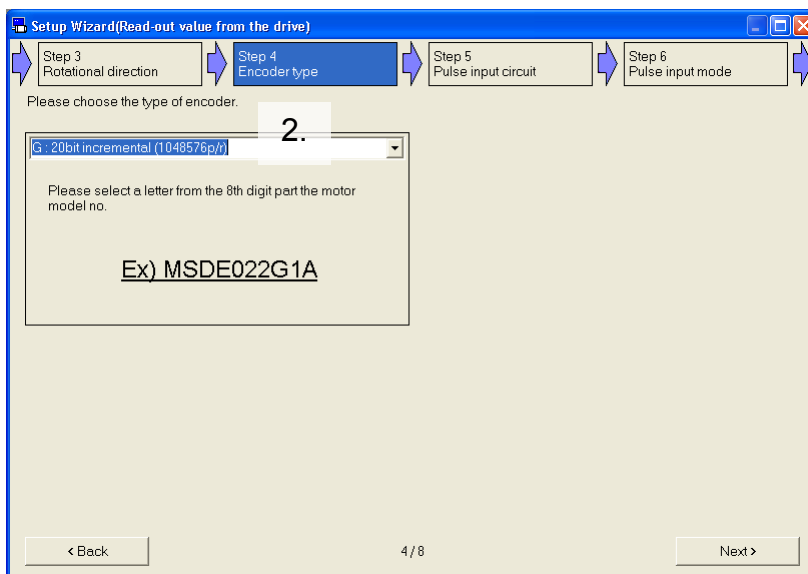 Setup Wizard(Read-out value from the drive)
Step 3
Rotational direction
Step 4
Encoder type
Step 5
Pulse input circuit
Step 6
Pulse input mode
Please choose the type of encoder.
2.
G : 20bit incremental (1048576p/r)
Please select a letter from the 8th digit part the motor
model no.
Ex) MSDE022G1A
< Back
4/8
Next >